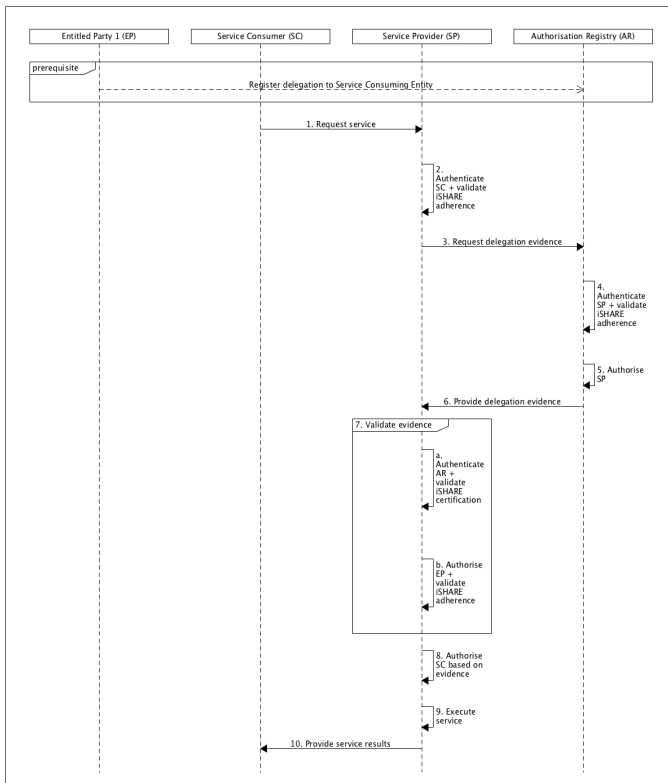 Entitled Party 1 (EP)
Service Consumer (SC)
Service Provider (SP)
Authorisation Registry (AR)
prerequisite
Register delegation to Service Consuming Entity
1. Request service
2.
Authenticate
SC + validate
iSHARE
adherence
3. Request delegation evidence
4.
Authenticate
SP + validate
iSHARE
adherence
5. Authorise
SP
6. Provide delegation evidence
7. Validate evidence
a.
Authenticate
AR +
validate
iSHARE
certification
b. Authorise
EP +
validate
iSHARE
adherence
8. Authorise
SC based on
evidence
9. Execute
service
10. Provide service results